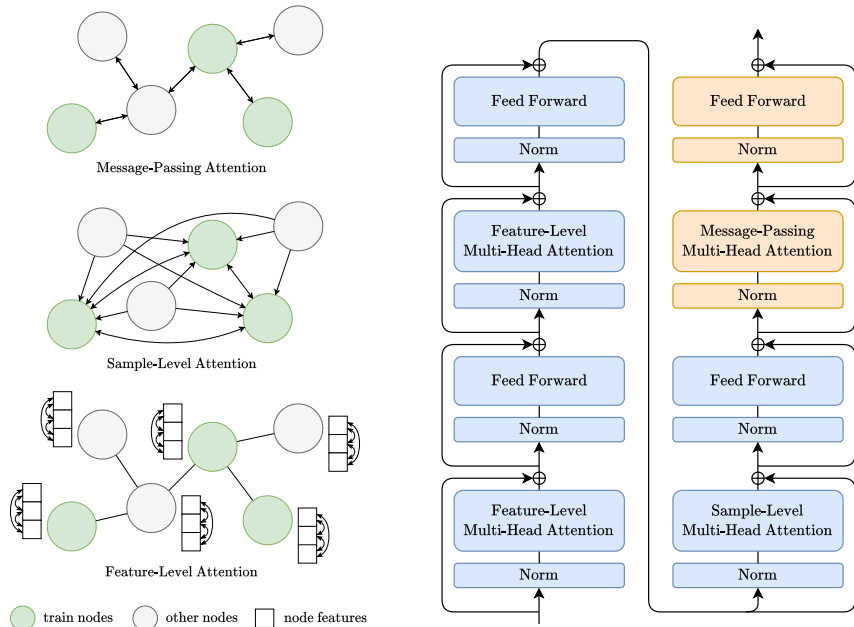 Message-Passing Attention
Sample-Level Attention
Feature-Level Attention
train nodes
other nodes
node features
Feed Forward
Norm
Feature-Level
Multi-Head Attention
Norm
Feed Forward
Norm
Feature-Level
Multi-Head Attention
Norm
Feed Forward
Norm
Message-Passing
Multi-Head Attention
Norm
Feed Forward
Norm
Sample-Level
Multi-Head Attention
Norm